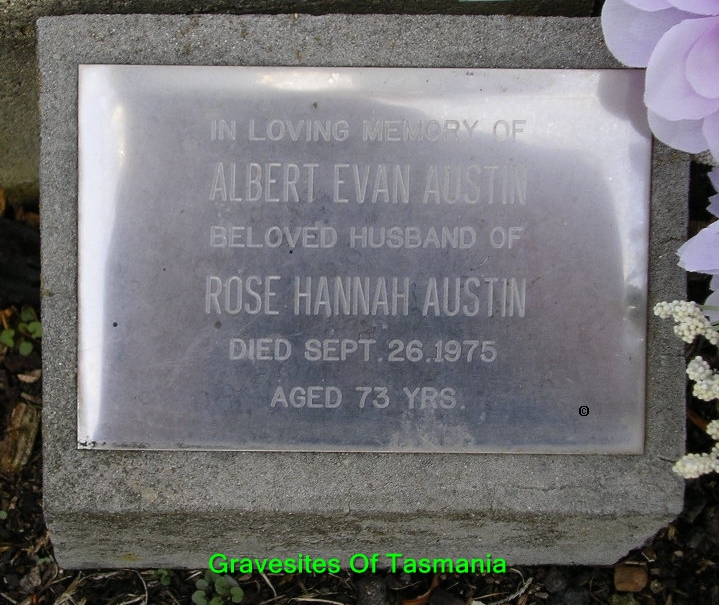 IN LOVING MEMORY OF
ALBERT EVAN AUSTIN
BELOVED HUSBAND OF
ROSE HANNAH AUSTIN
DIED SEPT. 26. 1975
AGED 73 YRS.
©
Gravesites Of Tasmania